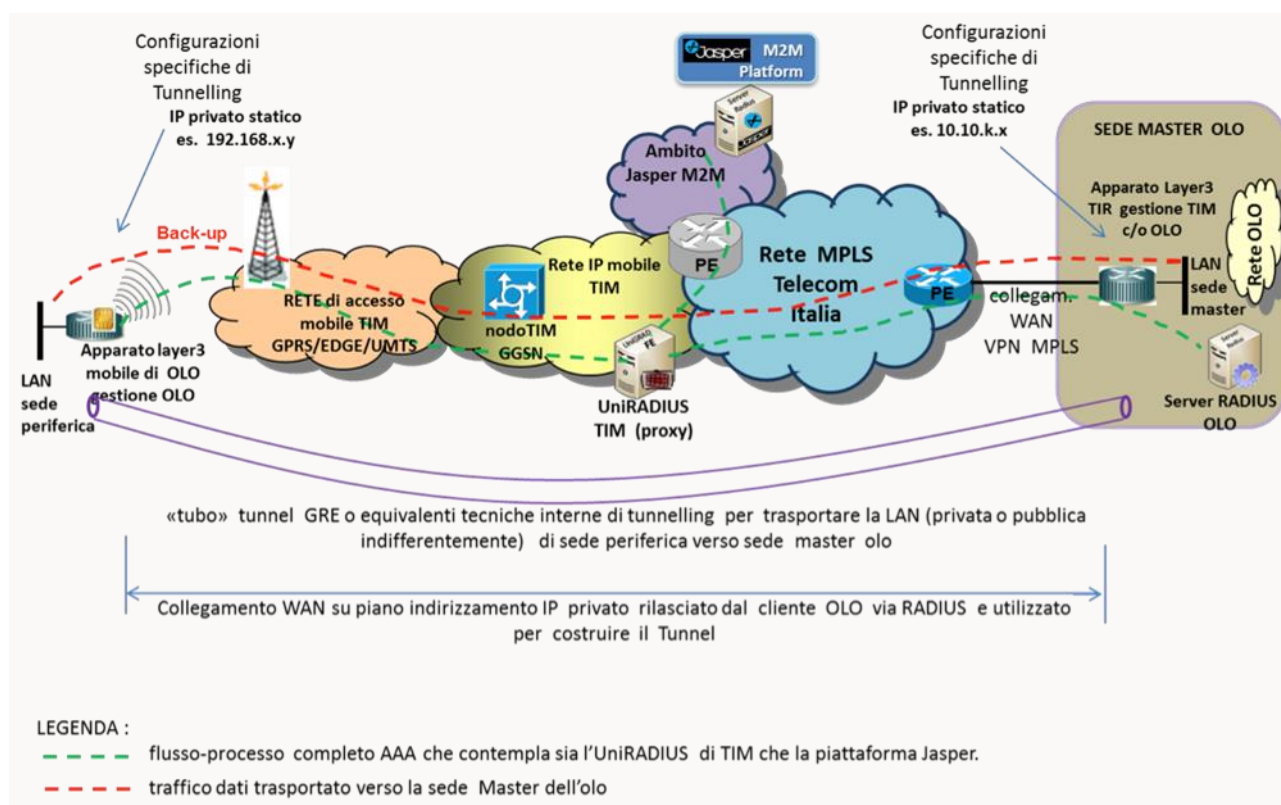 Configurazioni
specifiche di
Tunnelling
IP privato statico
es. 192.168.x.y
Jasper M2M
Platform
Server
Radius
Jasper
Ambito
Jasper M2M
Configurazioni
specifiche di
Tunnelling
IP privato statico
es. 10.10.k.x
SEDE MASTER OLO
Apparato Layer3
TIR gestione TIM
c/o OLO
Rete OLO
Back-up
RETE di accesso
mobile TIM
GPRS/EDGE/UMTS
Rete IP mobile
TIM
nodoTIM
GGSN
PE
Rete MPLS
Telecom
Italia
PE
collegam.
WAN
VPN MPLS
LAN
sede
master
LAN
sede
periferica
Apparato layer3
mobile di OLO
gestione OLO
UniGRAD
FE
UniRADIUS
TIM (proxy)
Server
Radius
Server RADIUS
OLO
«tubo» tunnel GRE o equivalenti tecniche interne di tunnelling per trasportare la LAN (privata o pubblica
indifferentemente) di sede periferica verso sede master olo
Collegamento WAN su piano indirizzamento IP privato rilasciato dal cliente OLO via RADIUS e utilizzato
per costruire il Tunnel
LEGENDA :
flusso-processo completo AAA che contempla sia l'UniRADIUS di TIM che la piattaforma Jasper.
traffico dati trasportato verso la sede Master dell'olo